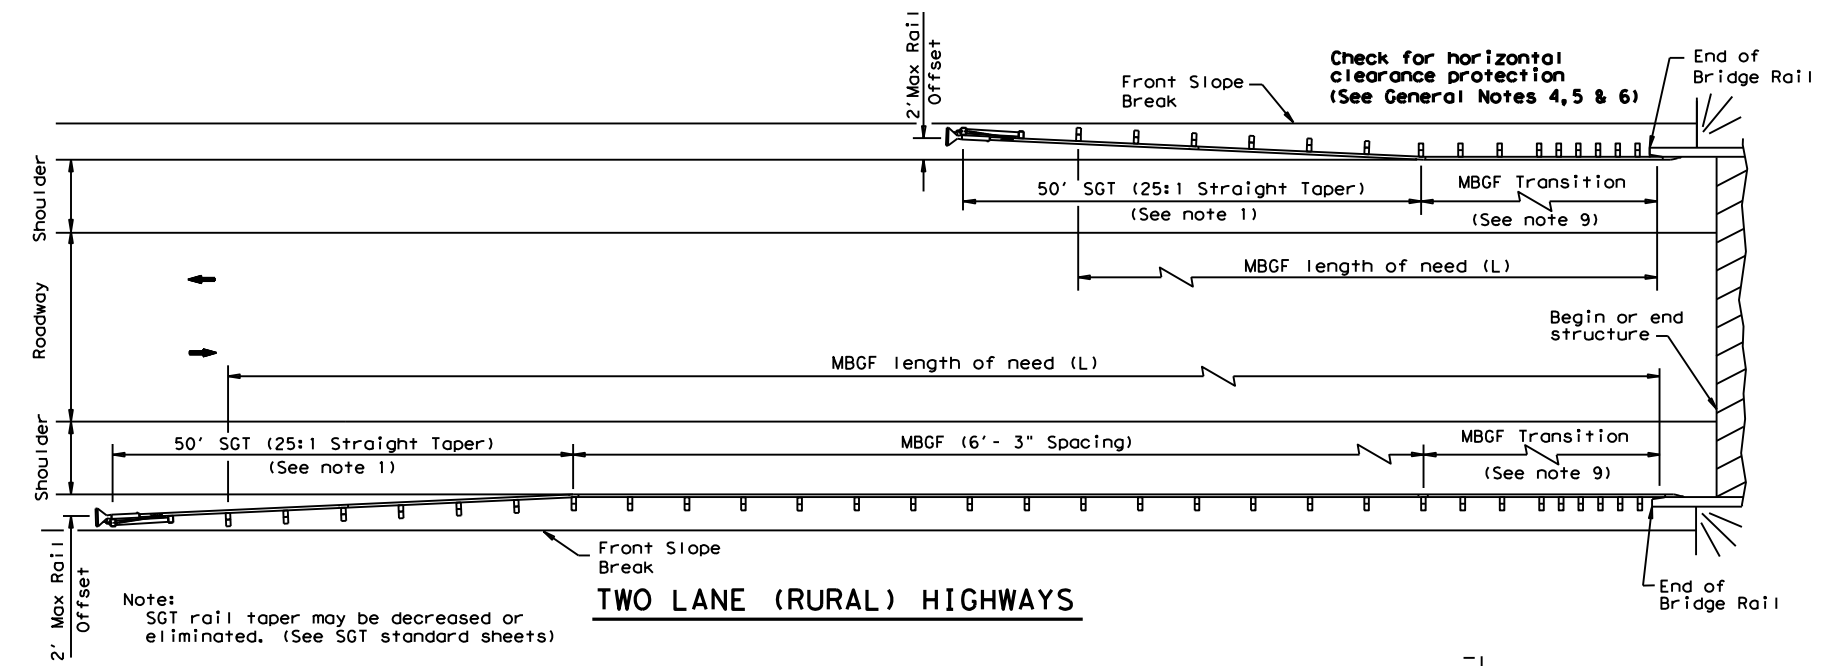 2' Max Rail
Offset
Front Slope
Break
Check for horizontal
clearance protection
(See General Notes 4,5 & 6)
End of
Bridge Rail
Shoulder
50' SGT (25:1 Straight Taper)
(See note 1)
MBGF Transition
(See note 9)
MBGF length of need (L)
Roadway
Begin or end
structure
MBGF length of need (L)
Shoulder
50' SGT (25:1 Straight Taper)
(See note 1)
MBGF (6'- 3" Spacing)
MBGF Transition
(See note 9)
2' Max Rail
Offset
Front Slope
Break
End of
Bridge Rail
Note:
SGT rail taper may be decreased or
eliminated. (See SGT standard sheets)
TWO LANE (RURAL) HIGHWAYS